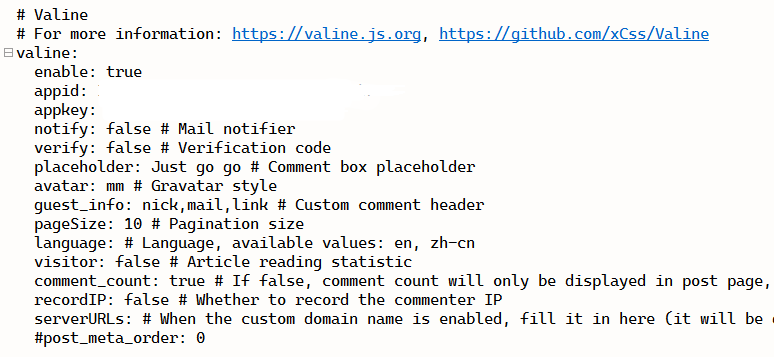 # Valine
# For more information: https://valine.js.org, https://github.com/xCss/Valine
valine:
enable: true
appid:
appkey:
notify: false # Mail notifier
verify: false # Verification code
placeholder: Just go go # Comment box placeholder
avatar: mm # Gravatar style
guest_info: nick,mail,link # Custom comment header
pageSize: 10 # Pagination size
language: # Language, available values: en, zh-cn
visitor: false # Article reading statistic
comment_count: true # If false, comment count will only be displayed in post page,
recordIP: false # Whether to record the commenter IP
serverURLs: # When the custom domain name is enabled, fill it in here (it will be
#post_meta_order: 0